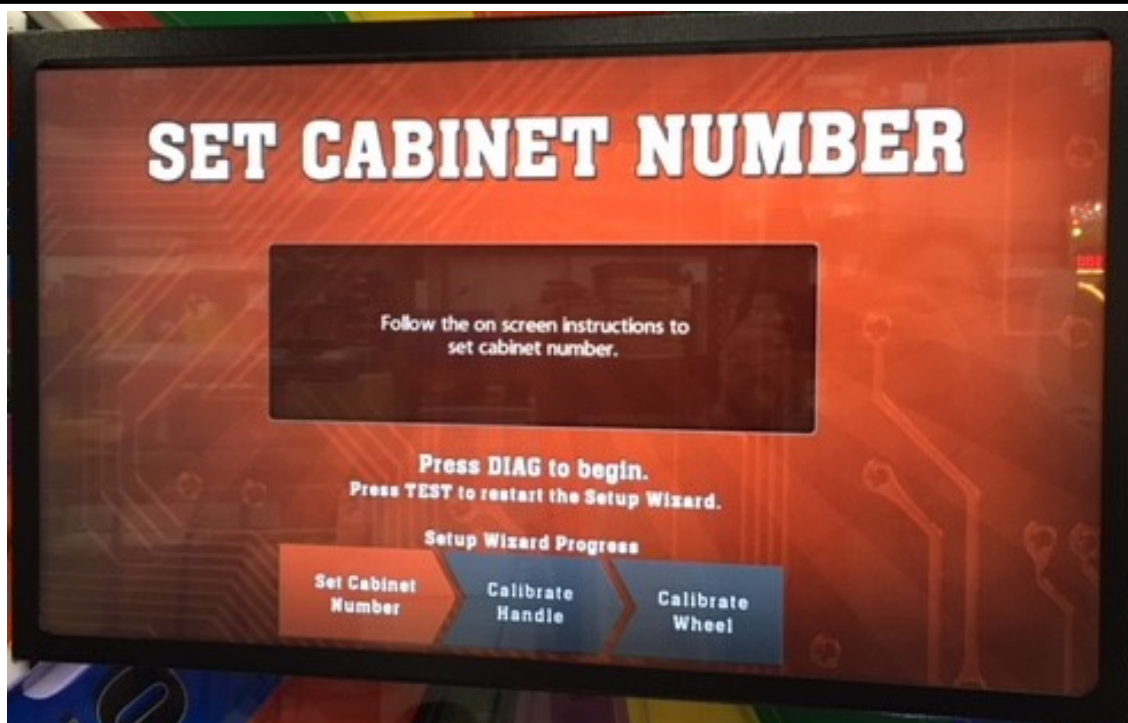 SET CABINET NUMBER
Follow the on screen instructions to
set cabinet number.
Press DIAG to begin.
Press TEST to restart the Setup Wizard.
Setup Wizard Progress
Set Cabinet
Number
Calibrate
Handle
Calibrate
Wheel